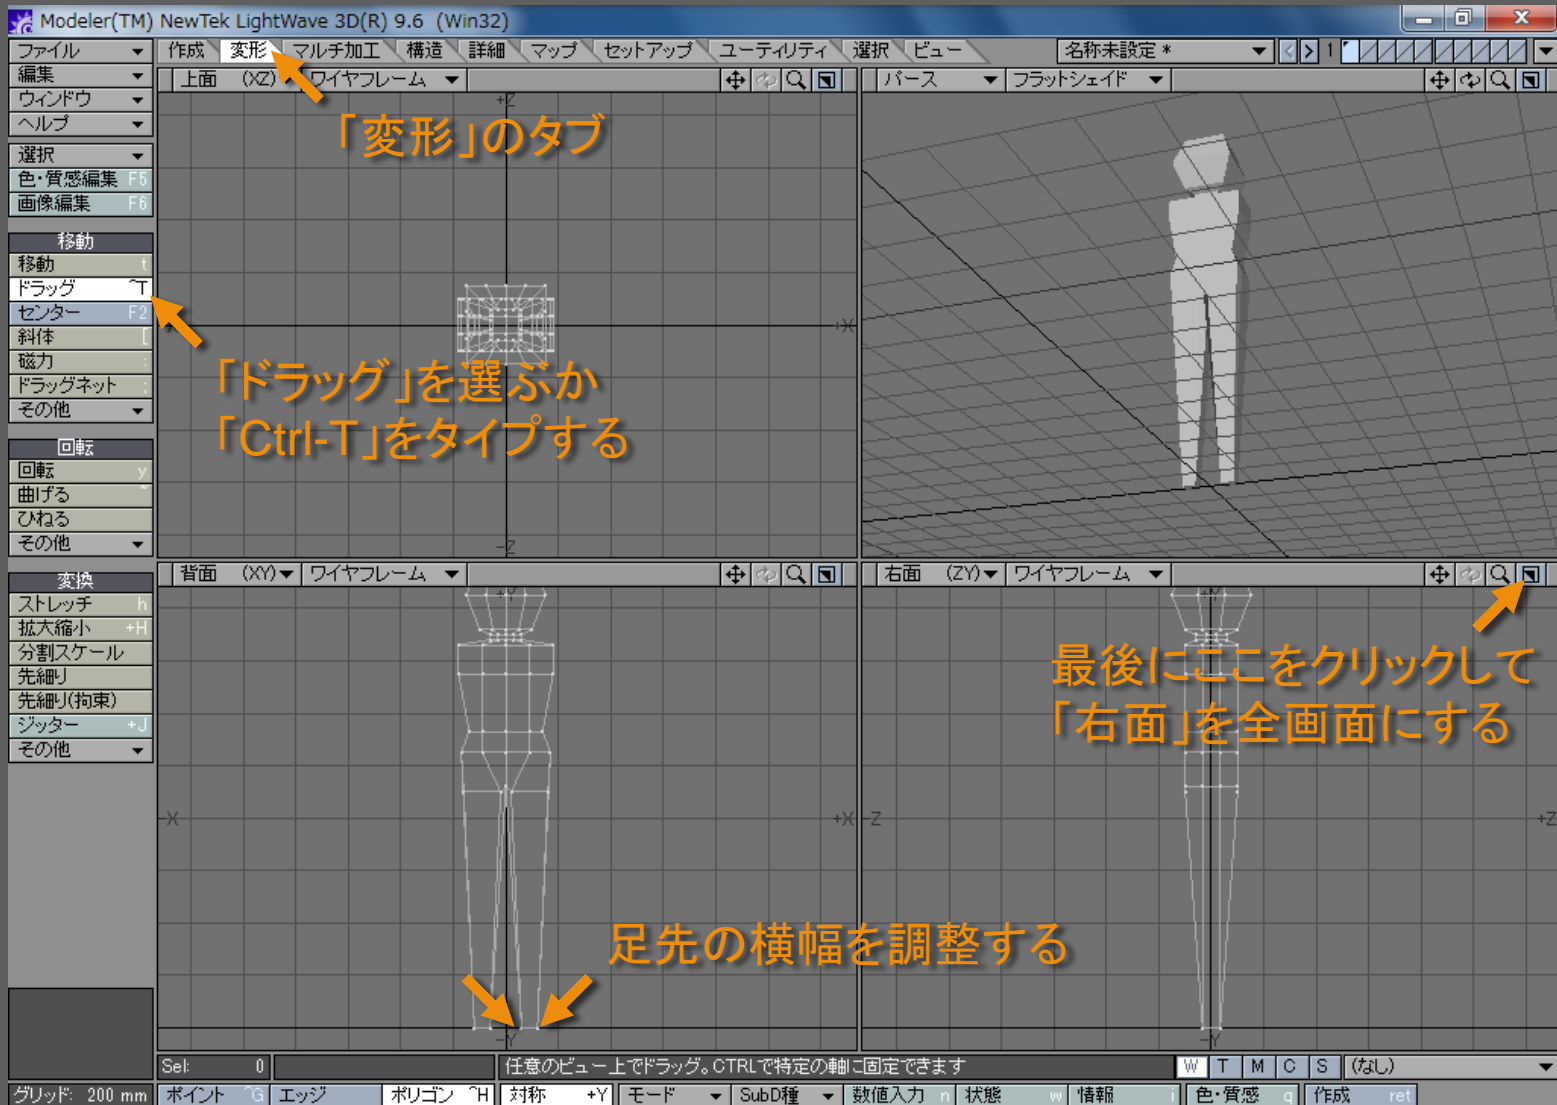 Modeler(TM) NewTek LightWave 3D(R) 9.6 (Win32)
ファイル
編集
ウィンドウ
ヘルプ
作成 変形 マルチ加工 構造 詳細 マップ セットアップ ユーティリティ 選択 ビュー
名称未設定 * 1
選択
色・質感編集 F5
画像編集 F6
移動
移動 t
ドラッグ ^T
センター F2
斜体 [
磁力 :
ドラッグネット ;
その他
回転
回転 y
曲げる ~
ひねる
その他
変換
ストレッチ h
拡大縮小 +H
分割スケール
先細り
先細り(拘束)
ジッター +J
その他
上面 (XZ) ワイヤフレーム
+Z
+X
-Z
パース フラットシェイド
「変形」のタブ
「ドラッグ」を選ぶか
「Ctrl-T」をタイプする
背面 (XY) ワイヤフレーム
+Y
-X
+X
-Y
右面 (ZY) ワイヤフレーム
+Y
-Z
+Z
-Y
最後にここをクリックして
「右面」を全画面にする
足先の横幅を調整する
Sel: 0
任意のビュー上でドラッグ。CTRLで特定の軸に固定できます
W T M C S (なし)
グリッド: 200 mm
ポイント ^G エッジ ポリゴン ^H 対称 +Y モード SubD種 数値入力 n 状態 w 情報 i 色・質感 q 作成 ret